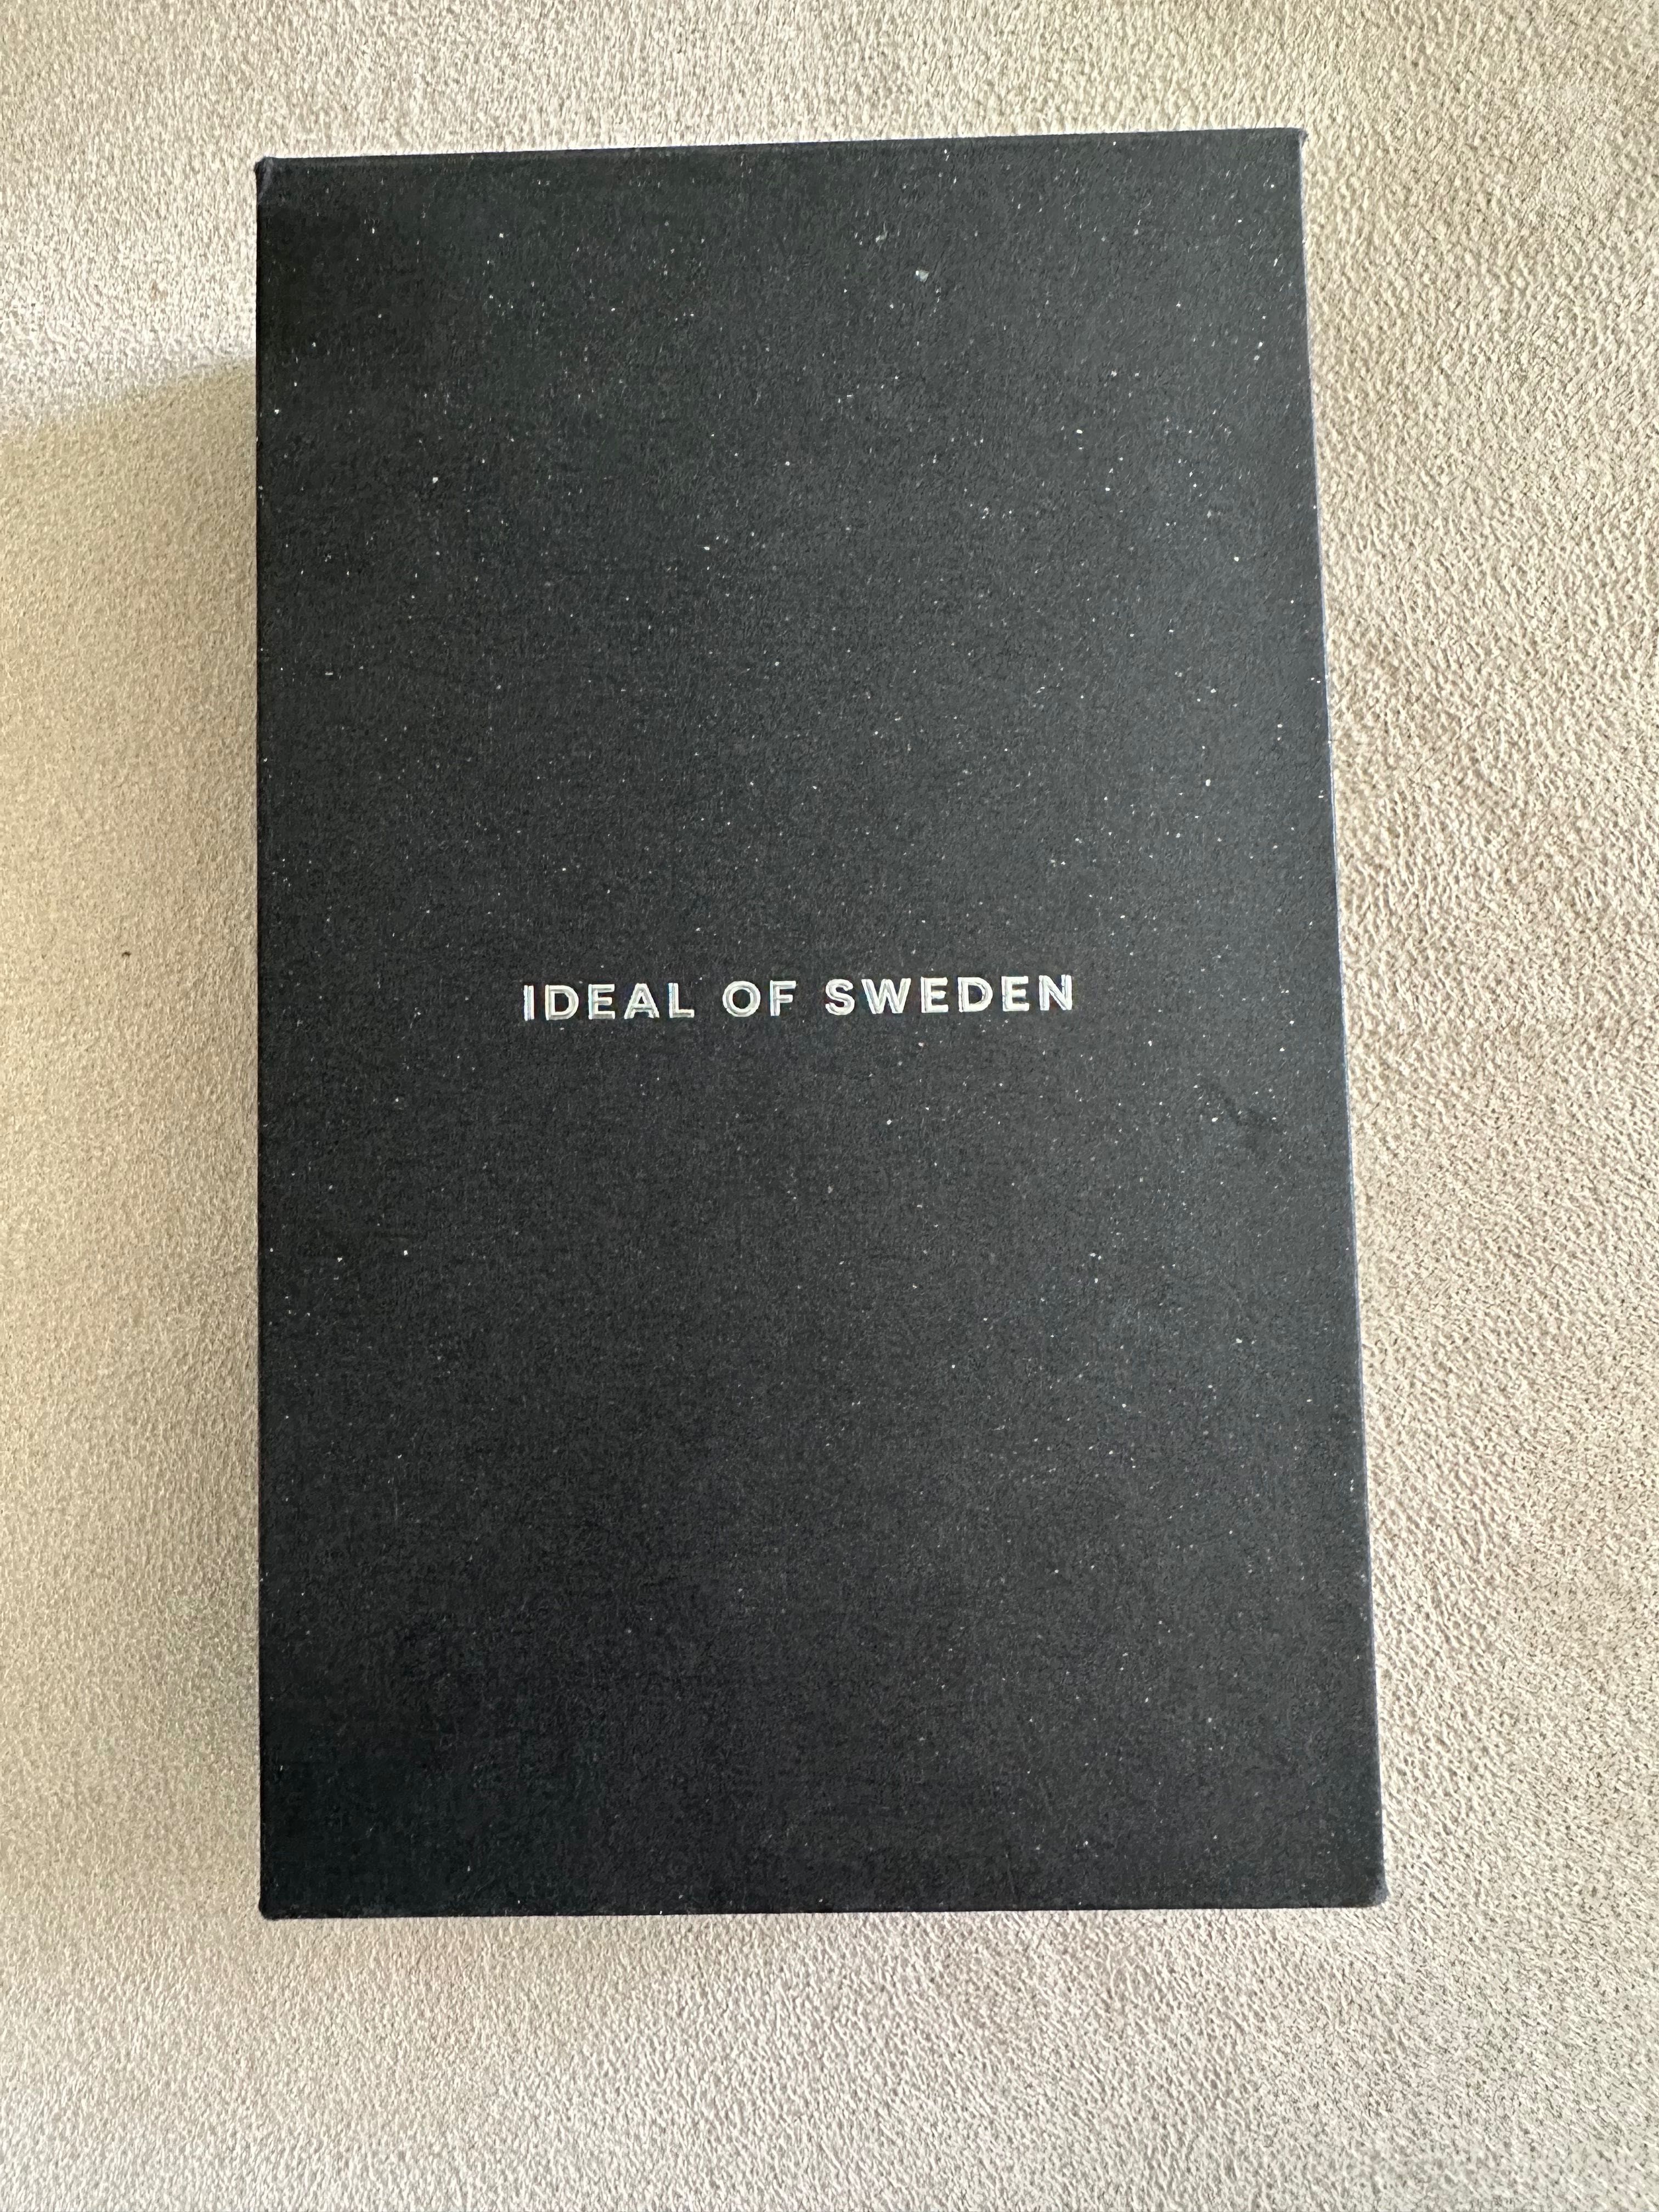 IDEAL OF SWEDEN